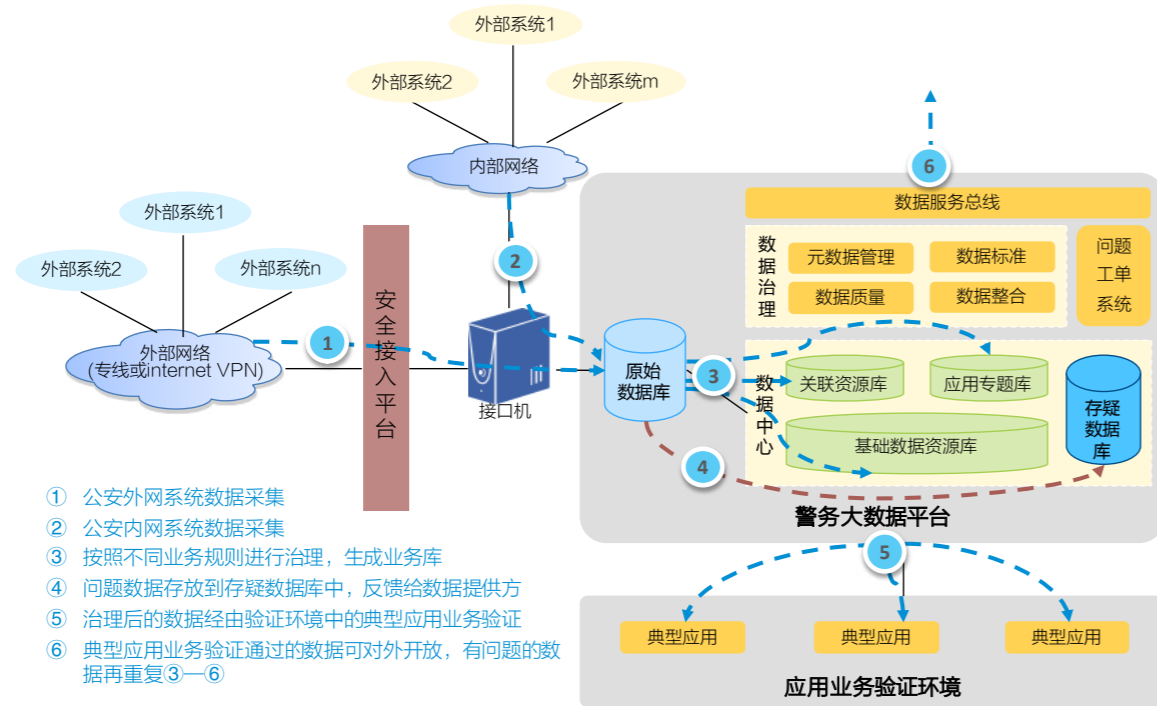 外部系统1
外部系统2
外部系统m
内部网络
外部系统1
外部系统2
外部系统n
外部网络
(专线或internet VPN)
安全接入平台
接口机
1
2
原始
数据库
3
4
6
数据服务总线
数据治理
元数据管理
数据标准
数据质量
数据整合
问题
工单
系统
数据中心
关联资源库
应用专题库
基础数据资源库
存疑
数据
库
警务大数据平台
5
典型应用
典型应用
典型应用
应用业务验证环境
① 公安外网系统数据采集
② 公安内网系统数据采集
③ 按照不同业务规则进行治理，生成业务库
④ 问题数据存放到存疑数据库中，反馈给数据提供方
⑤ 治理后的数据经由验证环境中的典型应用业务验证
⑥ 典型应用业务验证通过的数据可对外开放，有问题的数
据再重复③—⑥